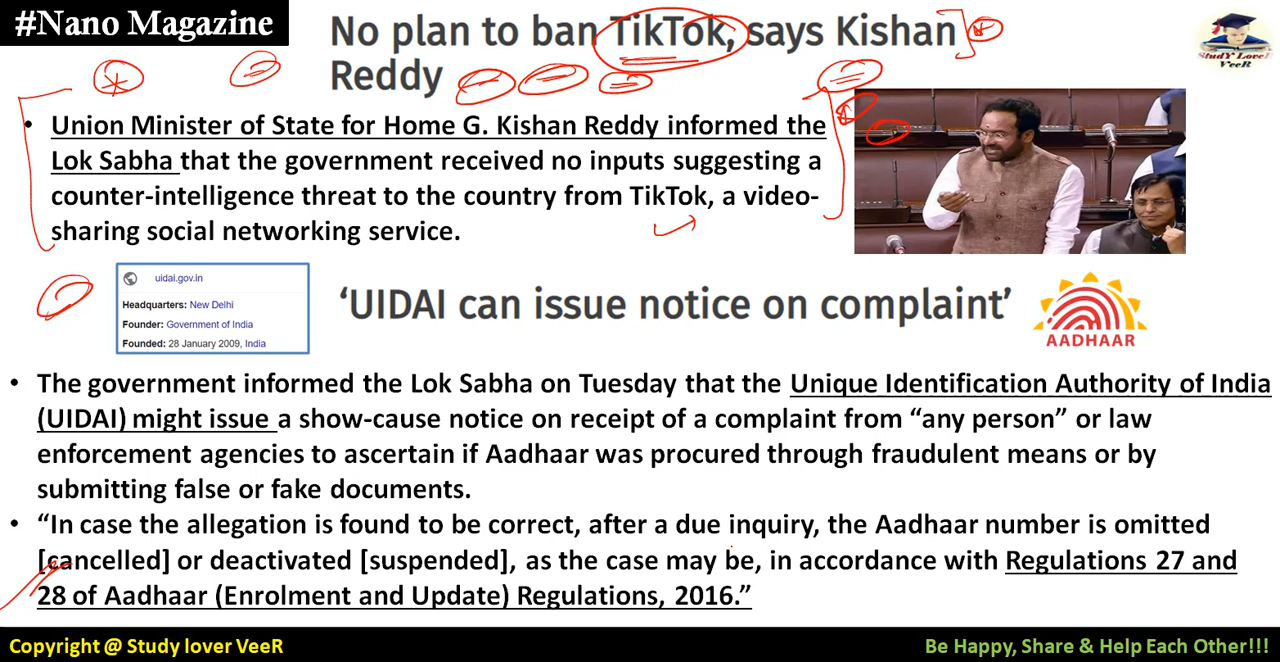 #Nano Magazine
No plan to ban TikTok, says Kishan
Reddy
StudY LoveR
VeeR
• Union Minister of State for Home G. Kishan Reddy informed the
Lok Sabha that the government received no inputs suggesting a
counter-intelligence threat to the country from TikTok, a video-
sharing social networking service.
uidai.gov.in
Headquarters: New Delhi
Founder: Government of India
Founded: 28 January 2009, India
‘UIDAI can issue notice on complaint’
AADHAAR
• The government informed the Lok Sabha on Tuesday that the Unique Identification Authority of India
(UIDAI) might issue a show-cause notice on receipt of a complaint from “any person” or law
enforcement agencies to ascertain if Aadhaar was procured through fraudulent means or by
submitting false or fake documents.
• “In case the allegation is found to be correct, after a due inquiry, the Aadhaar number is omitted
[cancelled] or deactivated [suspended], as the case may be, in accordance with Regulations 27 and
28 of Aadhaar (Enrolment and Update) Regulations, 2016.”
Copyright @ Study lover VeeR
Be Happy, Share & Help Each Other!!!